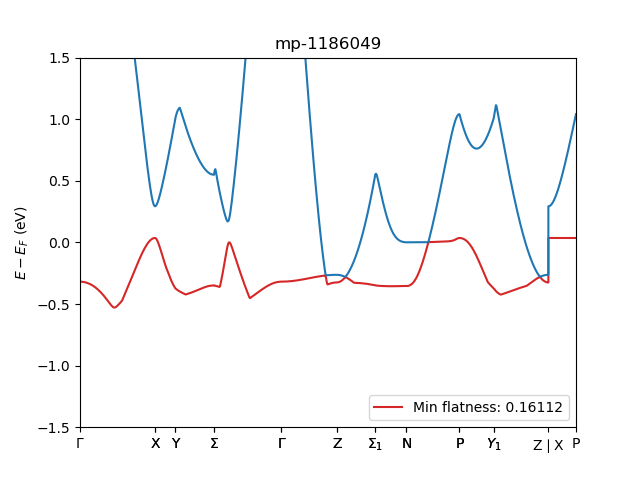 mp-1186049
E − E_F (eV)
1.5
1.0
0.5
0.0
−0.5
−1.0
−1.5
Min flatness: 0.16112
Γ X Y Σ Γ Z Σ₁ N P Y₁ Z | X P